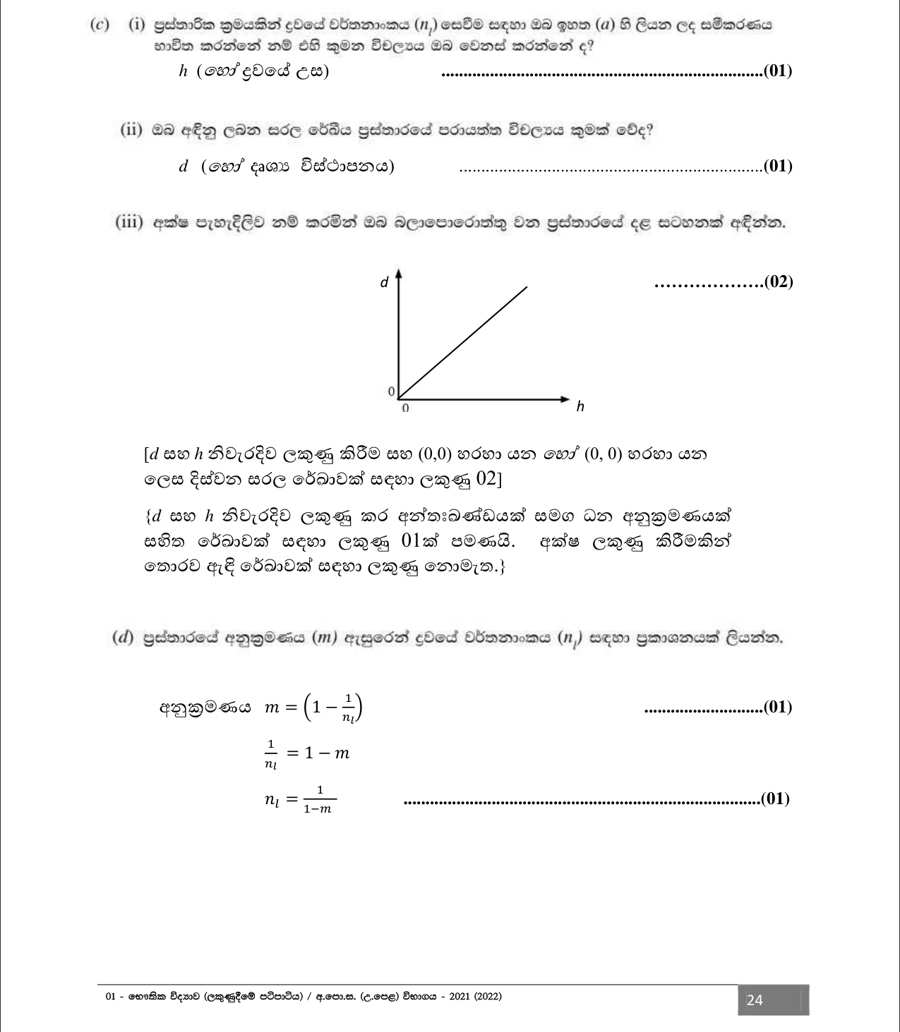 (c) (i) ප්‍රස්තාරික ක්‍රමයකින් ද්‍රවයේ වර්තනාංකය (n_l) සෙවීම සඳහා ඔබ ඉහත (a) හි ලියන ලද සමීකරණය
භාවිත කරන්නේ නම් එහි කුමන විචල්‍යය ඔබ වෙනස් කරන්නේ ද?
h (හෝ ද්‍රවයේ උස) ..........................................................................(01)
(ii) ඔබ අඳිනු ලබන සරල රේඛීය ප්‍රස්තාරයේ පරායත්ත විචල්‍යය කුමක් වේද?
d (හෝ දෘශ්‍ය විස්ථාපනය) .....................................................................(01)
(iii) අක්ෂ පැහැදිලිව නම් කරමින් ඔබ බලාපොරොත්තු වන ප්‍රස්තාරයේ දළ සටහනක් අඳින්න.
d ...................(02)
0
0 h
[d සහ h නිවැරදිව ලකුණු කිරීම සහ (0,0) හරහා යන හෝ (0, 0) හරහා යන
ලෙස දිස්වන සරල රේඛාවක් සඳහා ලකුණු 02]
{d සහ h නිවැරදිව ලකුණු කර අන්තඃඛණ්ඩයක් සමග ධන අනුක්‍රමණයක්
සහිත රේඛාවක් සඳහා ලකුණු 01ක් පමණයි. අක්ෂ ලකුණු කිරීමකින්
තොරව ඇඳි රේඛාවක් සඳහා ලකුණු නොමැත.}
(d) ප්‍රස්තාරයේ අනුක්‍රමණය (m) ඇසුරෙන් ද්‍රවයේ වර්තනාංකය (n_l) සඳහා ප්‍රකාශනයක් ලියන්න.
අනුක්‍රමණය m = (1 − 1/n_l) ...........................(01)
1/n_l = 1 − m
n_l = 1/(1−m) .................................................................................(01)
01 - භෞතික විද්‍යාව (ලකුණුදීමේ පටිපාටිය) / අ.පො.ස. (උ.පෙළ) විභාගය - 2021 (2022) 24